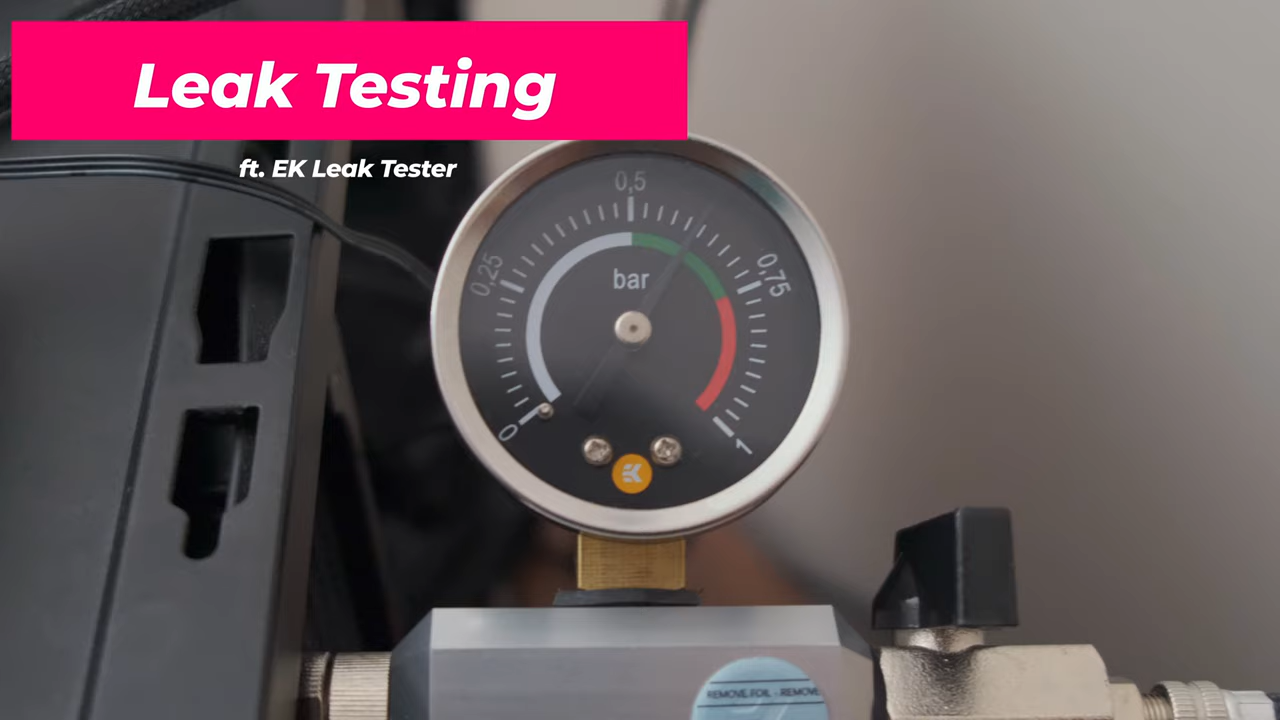 Leak Testing
ft. EK Leak Tester
0,5
0,25
0,75
bar
0
1
REMOVE FOIL - REMOVE